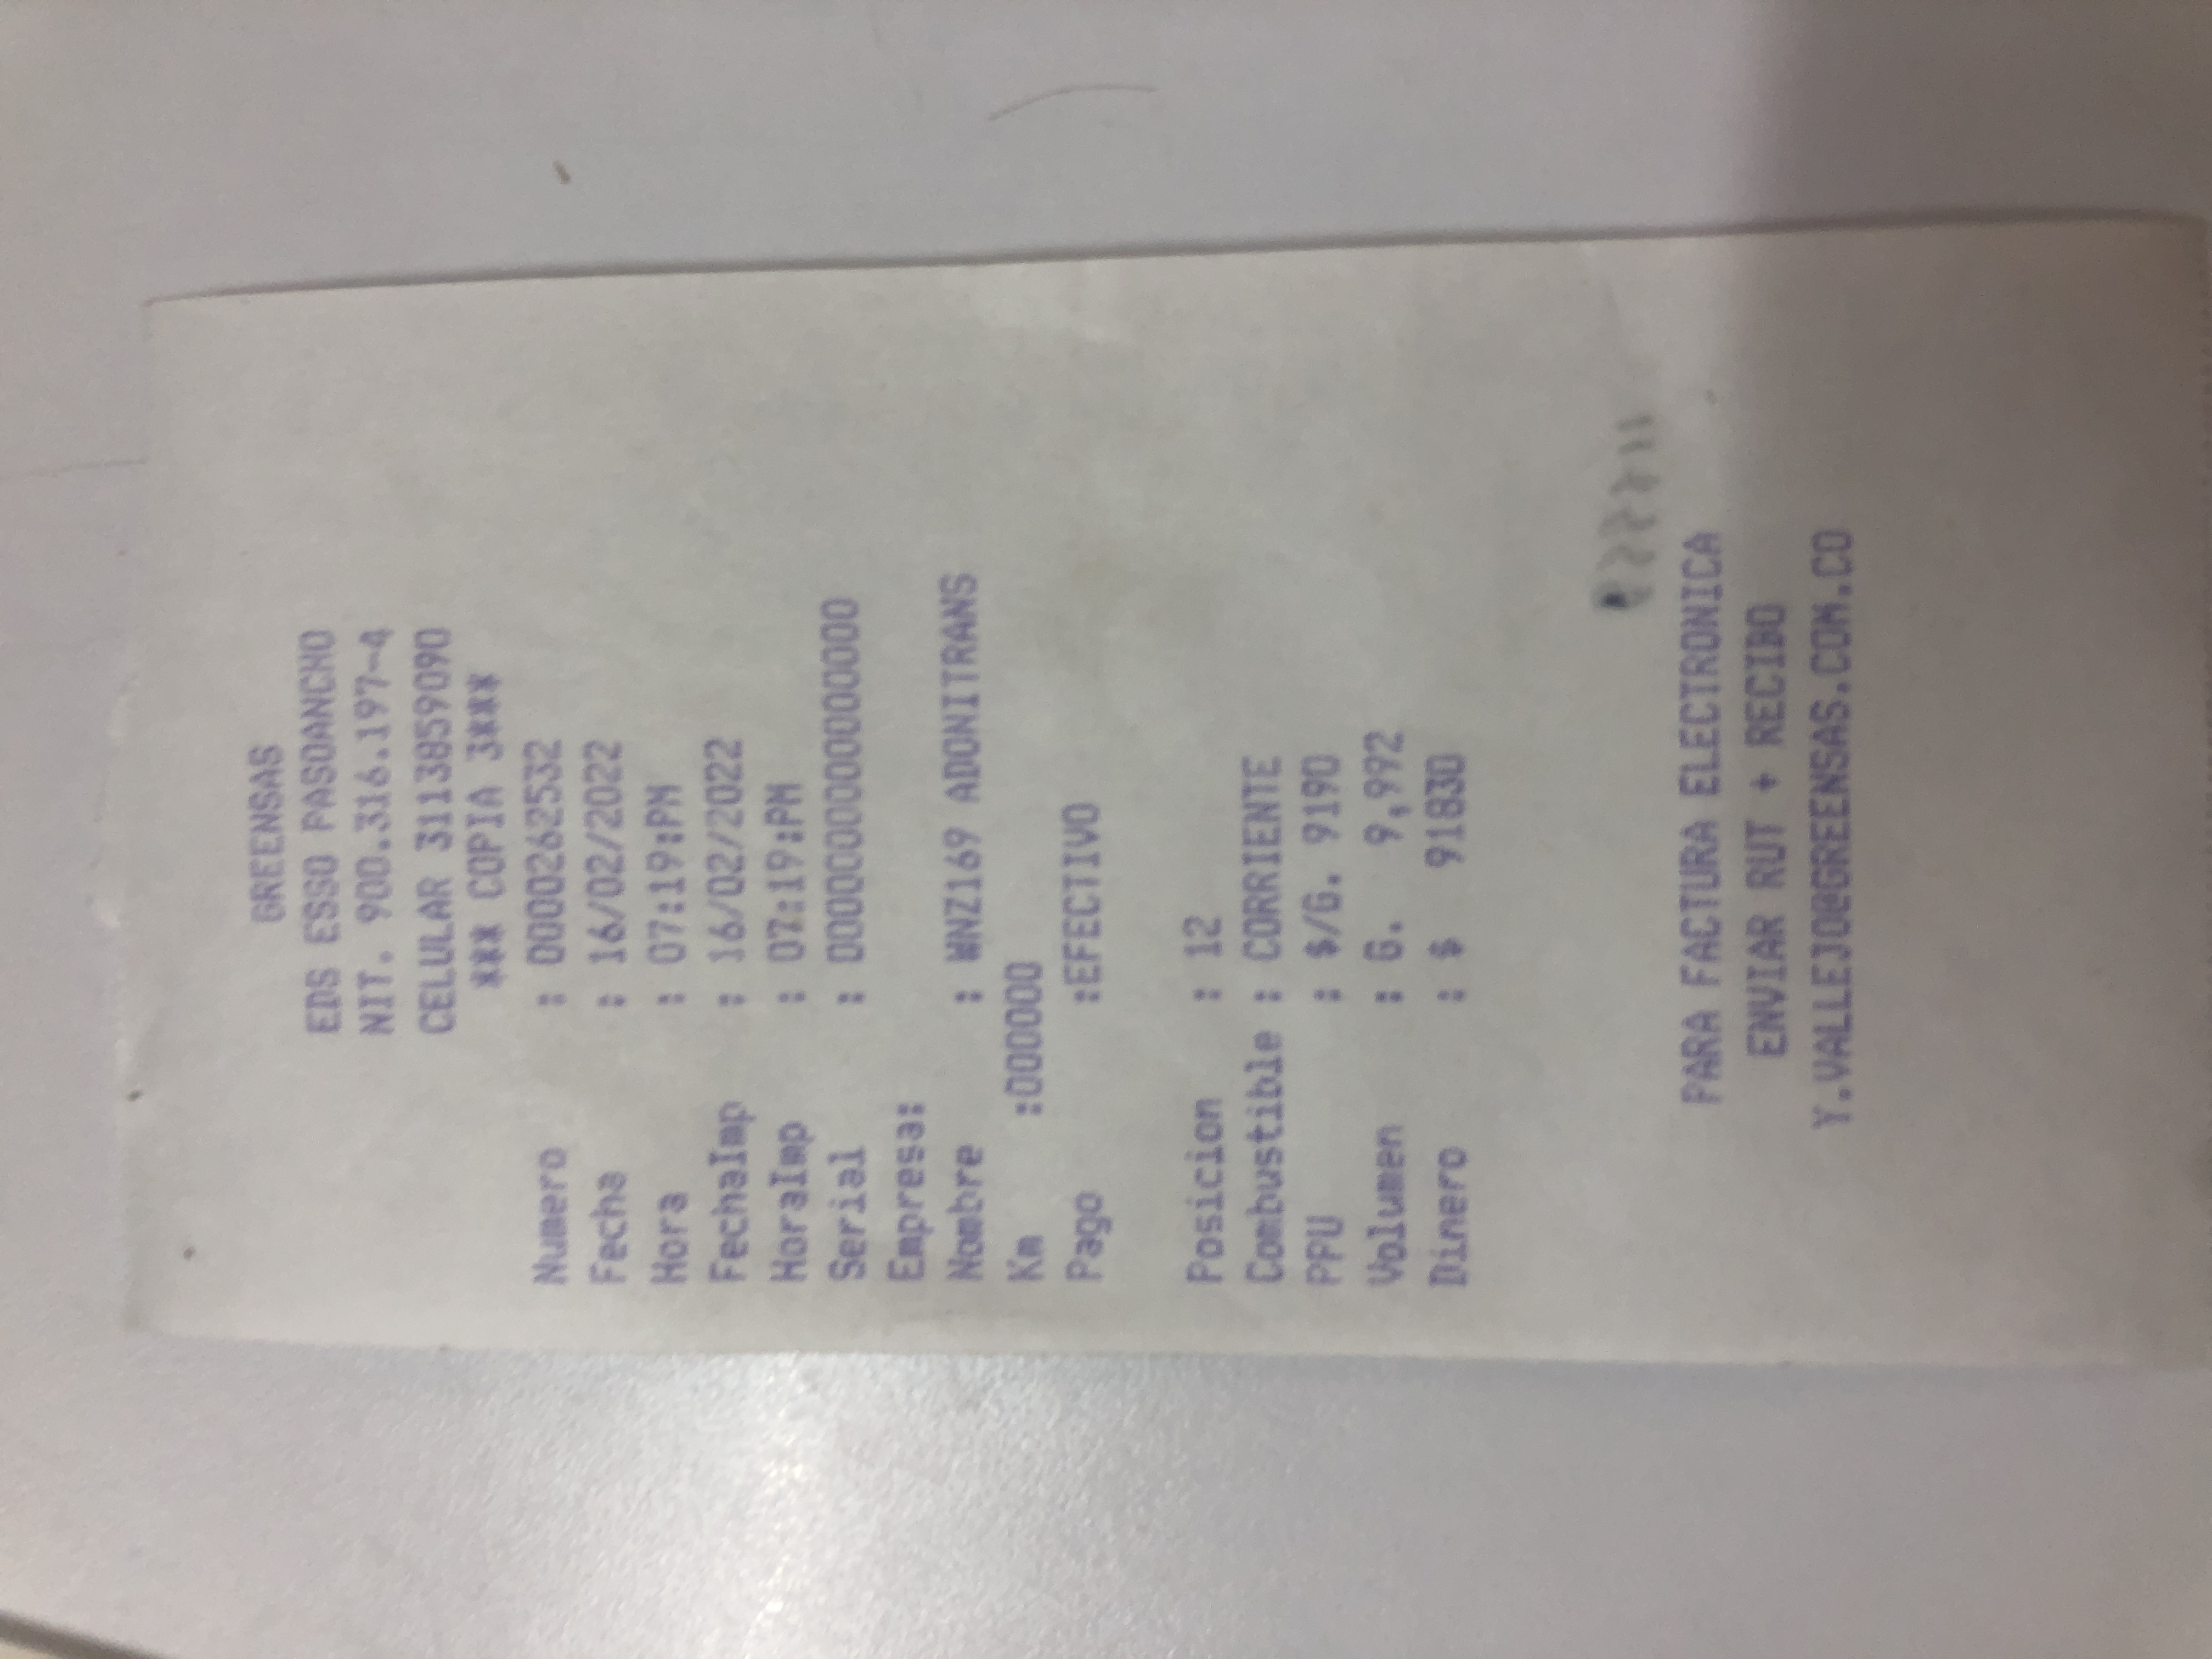 GREENSAS
EDS ESSO PASOANCHO
NIT. 900.316.197-4
CELULAR 3113859090
*** COPIA 3***
Numero : 0000262532
Fecha : 16/02/2022
Hora : 07:19:PM
FechaImp : 16/02/2022
HoraImp : 07:19:PM
Serial : 0000000000000000
Empresa:
Nombre : WNZ169 ADONITRANS
Km :000000
Pago :EFECTIVO
Posicion : 12
Combustible : CORRIENTE
PPU : $/G. 9190
Volumen : G. 9,992
Dinero : $ 91830
PARA FACTURA ELECTRONICA
ENVIAR RUT + RECIBO
Y.VALLEJO@GREENSAS.COM.CO